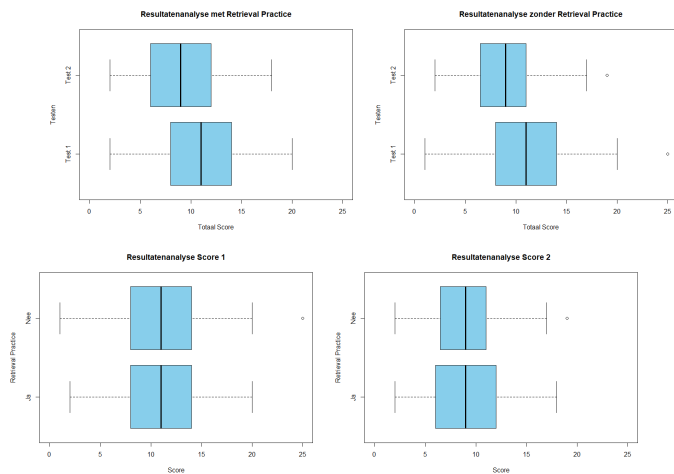 Resultatenanalyse met Retrieval Practice
Testen
Test 2
Test 1
0 5 10 15 20 25
Totaal Score
Resultatenanalyse zonder Retrieval Practice
Testen
Test 2
Test 1
0 5 10 15 20 25
Totaal Score
Resultatenanalyse Score 1
Retrieval Practice
Nee
Ja
0 5 10 15 20 25
Score
Resultatenanalyse Score 2
Retrieval Practice
Nee
Ja
0 5 10 15 20 25
Score